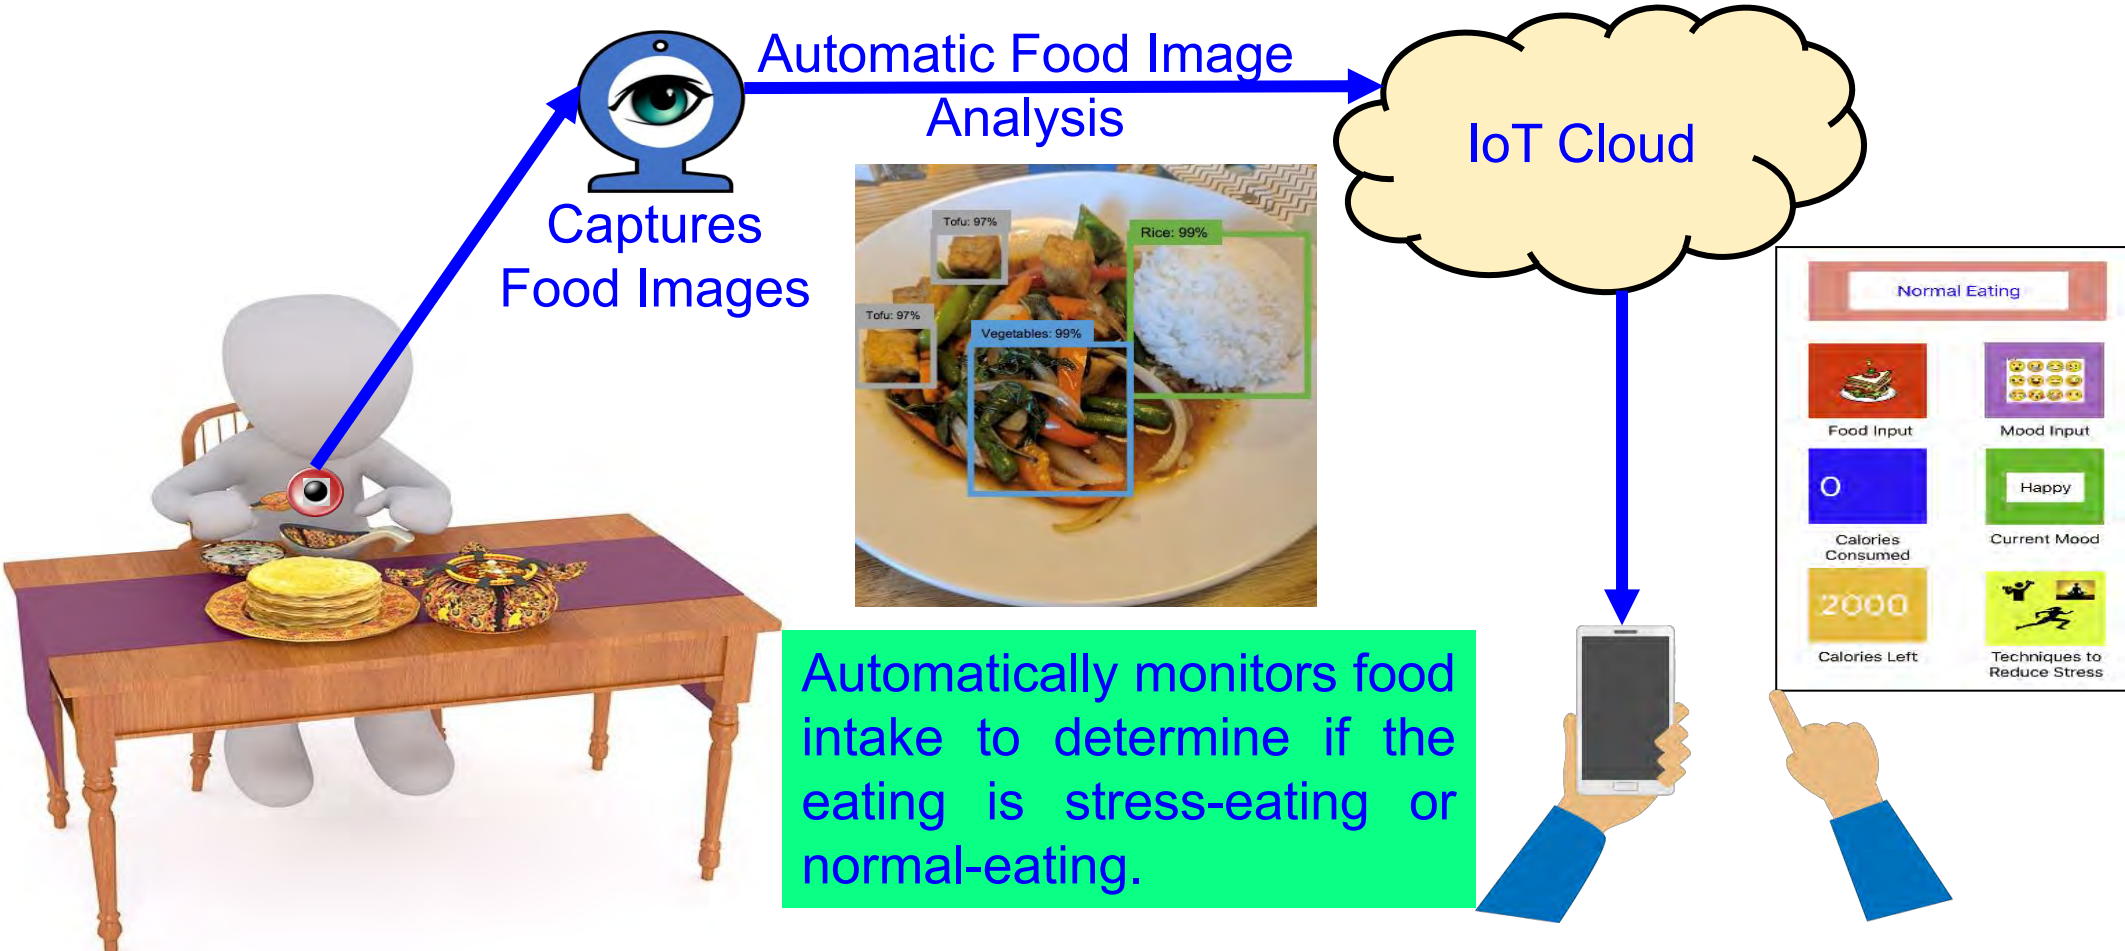 Automatic Food Image
Analysis
IoT Cloud
Captures
Food Images
Tofu: 97%
Rice: 99%
Tofu: 97%
Vegetables: 99%
Normal Eating
Food Input
Mood Input
0
Happy
Calories
Consumed
Current Mood
2000
Calories Left
Techniques to
Reduce Stress
Automatically monitors food
intake to determine if the
eating is stress-eating or
normal-eating.